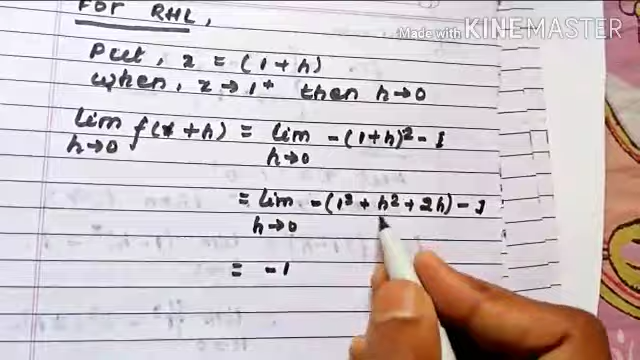 FOR RHL,
Made with KINEMASTER
Put, x = (1+h)
when, x→1⁺ then h→0
lim f(x+h) = lim -(1+h)²-1
h→0 h→0
= lim -(1²+h²+2h)-1
h→0
= -1